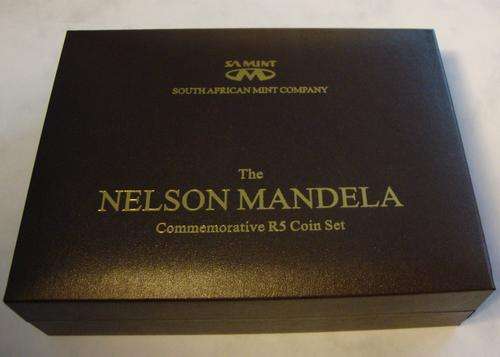 SA MINT
SOUTH AFRICAN MINT COMPANY
The
NELSON MANDELA
Commemorative R5 Coin Set